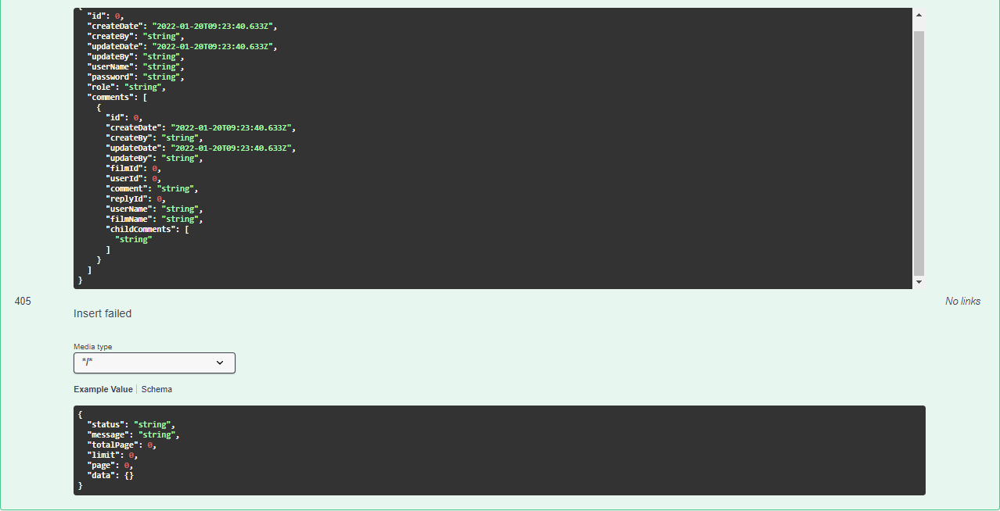 {
"id": 0,
"createDate": "2022-01-20T09:23:40.633Z",
"createBy": "string",
"updateDate": "2022-01-20T09:23:40.633Z",
"updateBy": "string",
"userName": "string",
"password": "string",
"role": "string",
"comments": [
{
"id": 0,
"createDate": "2022-01-20T09:23:40.633Z",
"createBy": "string",
"updateDate": "2022-01-20T09:23:40.633Z",
"updateBy": "string",
"filmId": 0,
"userId": 0,
"comment": "string",
"replyId": 0,
"userName": "string",
"filmName": "string",
"childComments": [
"string"
]
}
]
}
405
No links
Insert failed
Media type
*/*
Example Value | Schema
{
"status": "string",
"message": "string",
"totalPage": 0,
"limit": 0,
"page": 0,
"data": {}
}